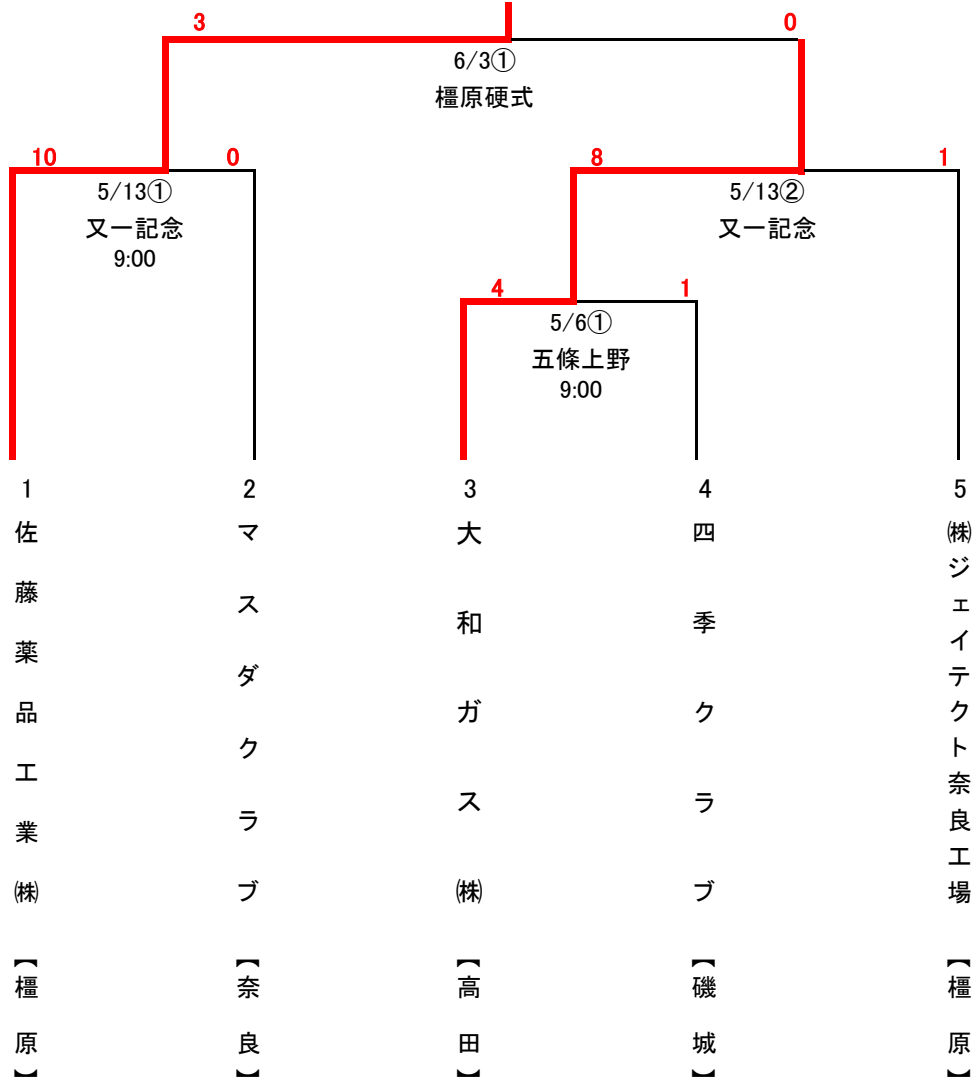 3 0
6/3①
橿原硬式
10 0 8 1
5/13① 5/13②
又一記念 又一記念
9:00
4 1
5/6①
五條上野
9:00
1 2 3 4 5
佐藤薬品工業㈱【橿原】
マスダクラブ【奈良】
大和ガス㈱【高田】
四季クラブ【磯城】
㈱ジェイテクト奈良工場【橿原】